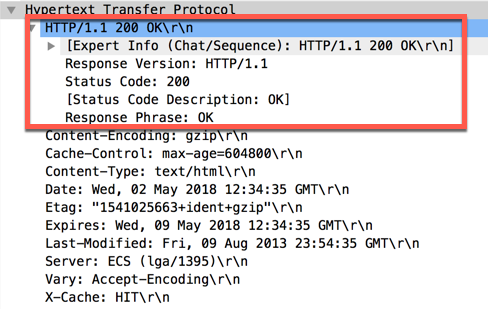 Hypertext Transfer Protocol
HTTP/1.1 200 OK\r\n
[Expert Info (Chat/Sequence): HTTP/1.1 200 OK\r\n]
Response Version: HTTP/1.1
Status Code: 200
[Status Code Description: OK]
Response Phrase: OK
Content-Encoding: gzip\r\n
Cache-Control: max-age=604800\r\n
Content-Type: text/html\r\n
Date: Wed, 02 May 2018 12:34:35 GMT\r\n
Etag: "1541025663+ident+gzip"\r\n
Expires: Wed, 09 May 2018 12:34:35 GMT\r\n
Last-Modified: Fri, 09 Aug 2013 23:54:35 GMT\r\n
Server: ECS (lga/1395)\r\n
Vary: Accept-Encoding\r\n
X-Cache: HIT\r\n